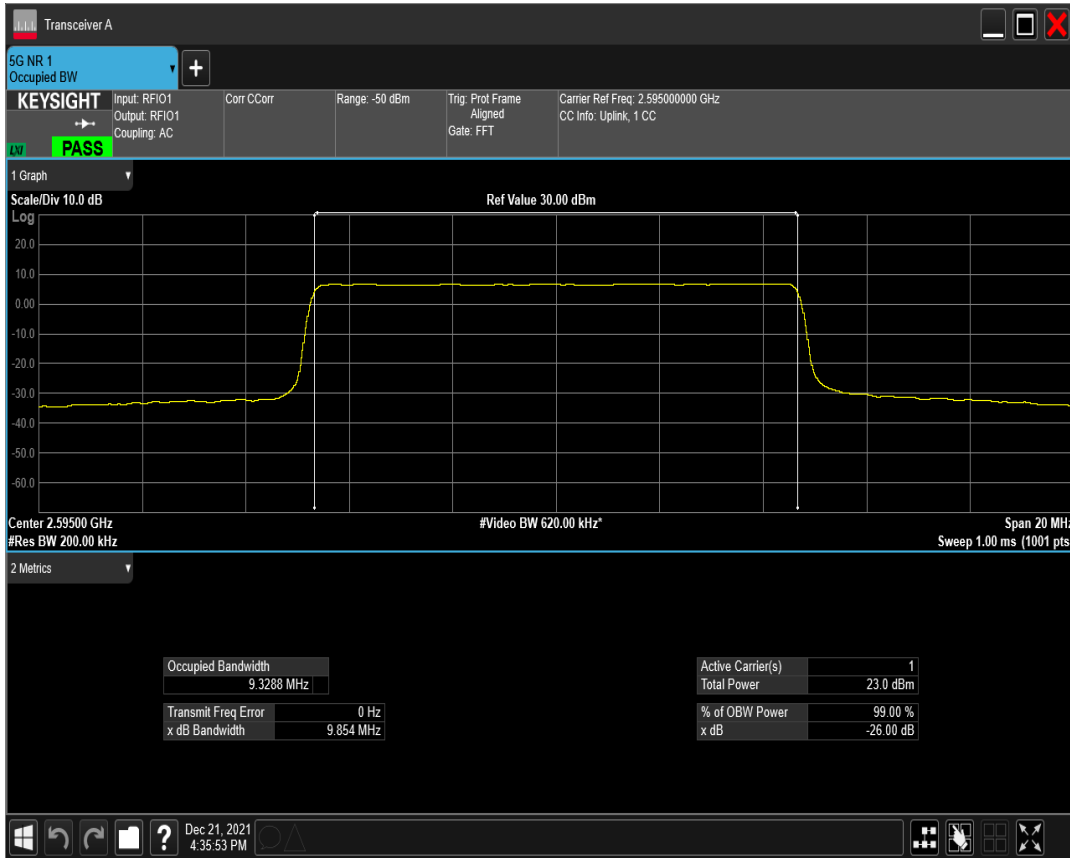 Transceiver A
5G NR 1
Occupied BW
+
KEYSIGHT
Input: RFIO1
Output: RFIO1
Coupling: AC
Corr CCorr
Range: -50 dBm
Trig: Prot Frame
Aligned
Gate: FFT
Carrier Ref Freq: 2.595000000 GHz
CC Info: Uplink, 1 CC
LXI
PASS
1 Graph
Scale/Div 10.0 dB
Ref Value 30.00 dBm
Log
20.0
10.0
0.00
-10.0
-20.0
-30.0
-40.0
-50.0
-60.0
Center 2.59500 GHz
#Video BW 620.00 kHz*
Span 20 MHz
#Res BW 200.00 kHz
Sweep 1.00 ms (1001 pts
2 Metrics
Occupied Bandwidth
9.3288 MHz
Transmit Freq Error 0 Hz
x dB Bandwidth 9.854 MHz
Active Carrier(s) 1
Total Power 23.0 dBm
% of OBW Power 99.00 %
x dB -26.00 dB
?
Dec 21, 2021
4:35:53 PM